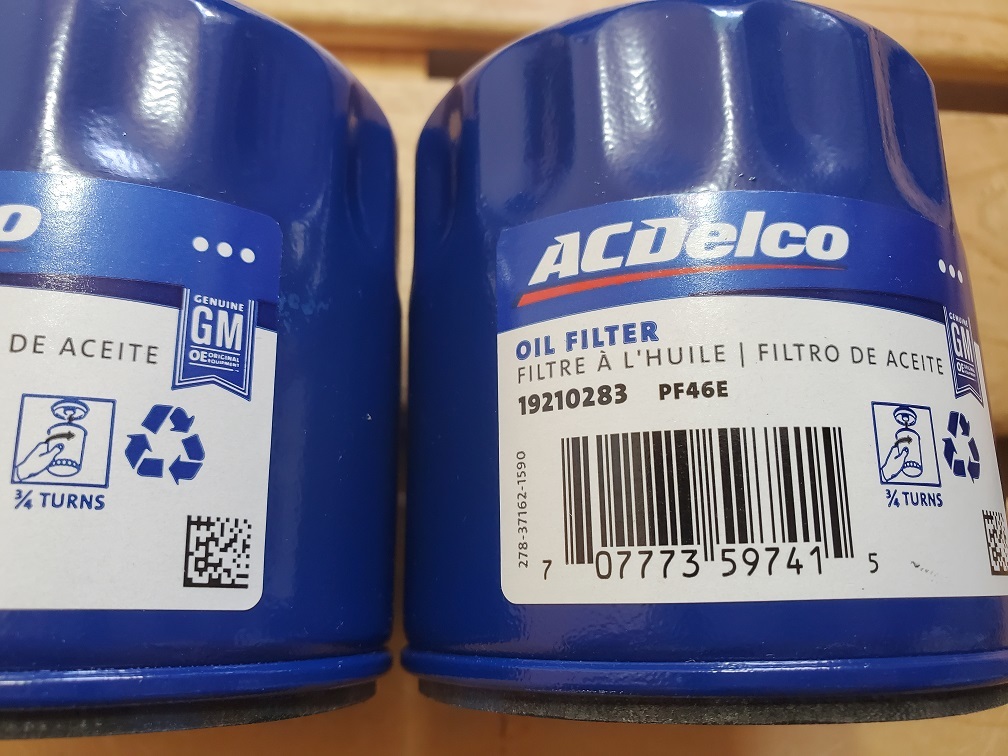 o
GENUINE
GM
OE ORIGINAL
EQUIPMENT
DE ACEITE
¾ TURNS
ACDelco
GENUINE
GM
OE
OIL FILTER
FILTRE À L'HUILE | FILTRO DE ACEITE
19210283 PF46E
278-37162-1590
¾ TURNS
7 07773 59741 5